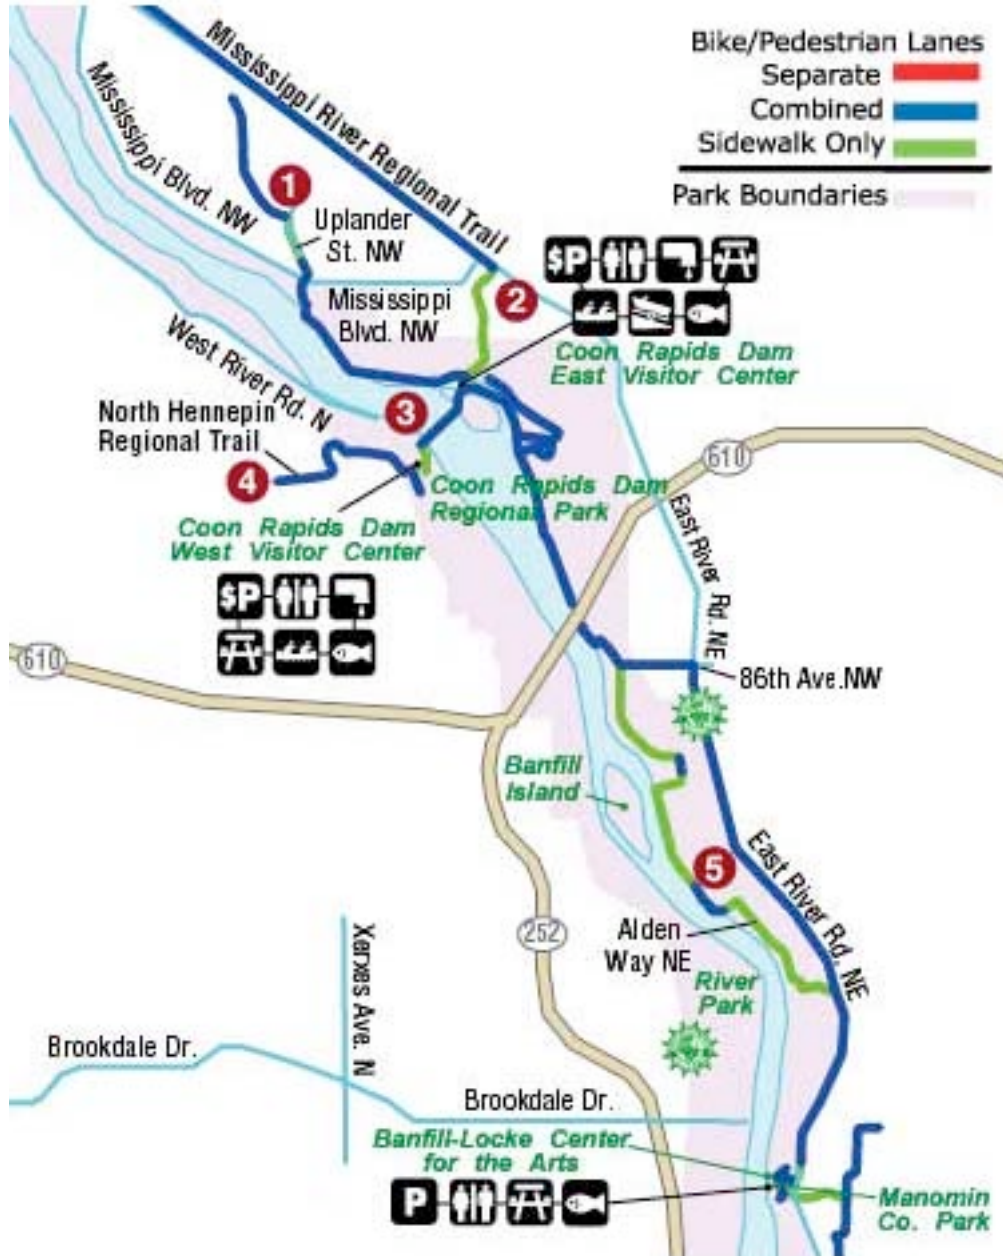 Bike/Pedestrian Lanes
Separate
Combined
Sidewalk Only
Park Boundaries
Mississippi River Regional Trail
Mississippi Blvd. NW
1
Uplander
St. NW
$P
2
Mississippi
Blvd. NW
Coon Rapids Dam
East Visitor Center
West River Rd. N
3
North Hennepin
Regional Trail
4
610
Coon Rapids Dam
Regional Park
East River Rd. NE
Coon Rapids Dam
West Visitor Center
$P
610
86th Ave.NW
Banfill
Island
5
East River Rd. NE
252
Alden
Way NE
River
Park
Xerxes Ave. N
Brookdale Dr.
Brookdale Dr.
Banfill-Locke Center
for the Arts
P
Manomin
Co. Park